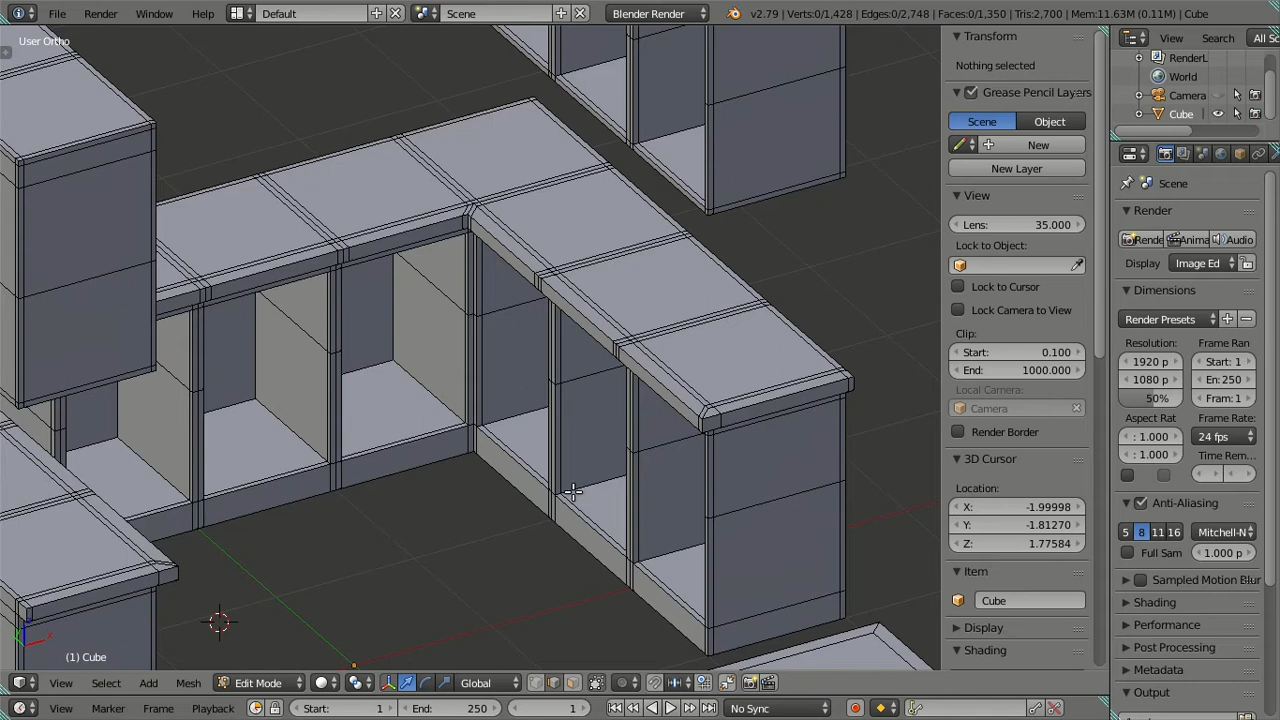 File Render Window Help Default Scene Blender Render v2.79 | Verts:0/1,428 | Edges:0/2,748 | Faces:0/1,350 | Tris:2,700 | Mem:11.63M (0.11M) | Cube
User Ortho
(1) Cube
View Select Add Mesh Edit Mode Global
View Marker Frame Playback Start: 1 End: 250 1 No Sync
Transform
Nothing selected
Grease Pencil Layers
Scene Object
New
New Layer
View
Lens: 35.000
Lock to Object:
Lock to Cursor
Lock Camera to View
Clip:
Start: 0.100
End: 1000.000
Local Camera:
Camera
Render Border
3D Cursor
Location:
X: -1.99998
Y: -1.81270
Z: 1.77584
Item
Cube
Display
Shading
View Search All Sc
RenderL
World
Camera
Cube
Scene
Render
Rende Anima Audio
Display Image Ed
Dimensions
Render Presets
Resolution: Frame Ran
1920 p Start: 1
1080 p En: 250
50% Fram: 1
Aspect Rat Frame Rate:
: 1.000 24 fps
: 1.000 Time Rem...
Anti-Aliasing
5 8 11 16 Mitchell-N
Full Sam 1.000 p
Sampled Motion Blur
Shading
Performance
Post Processing
Metadata
Output